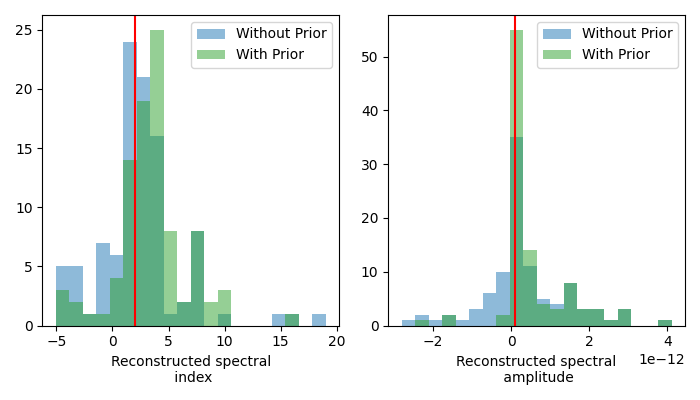 Without Prior
With Prior
25
20
15
10
5
0
−5
0
5
10
15
20
Reconstructed spectral
index
Without Prior
With Prior
50
40
30
20
10
0
−2
0
2
4
1e−12
Reconstructed spectral
amplitude